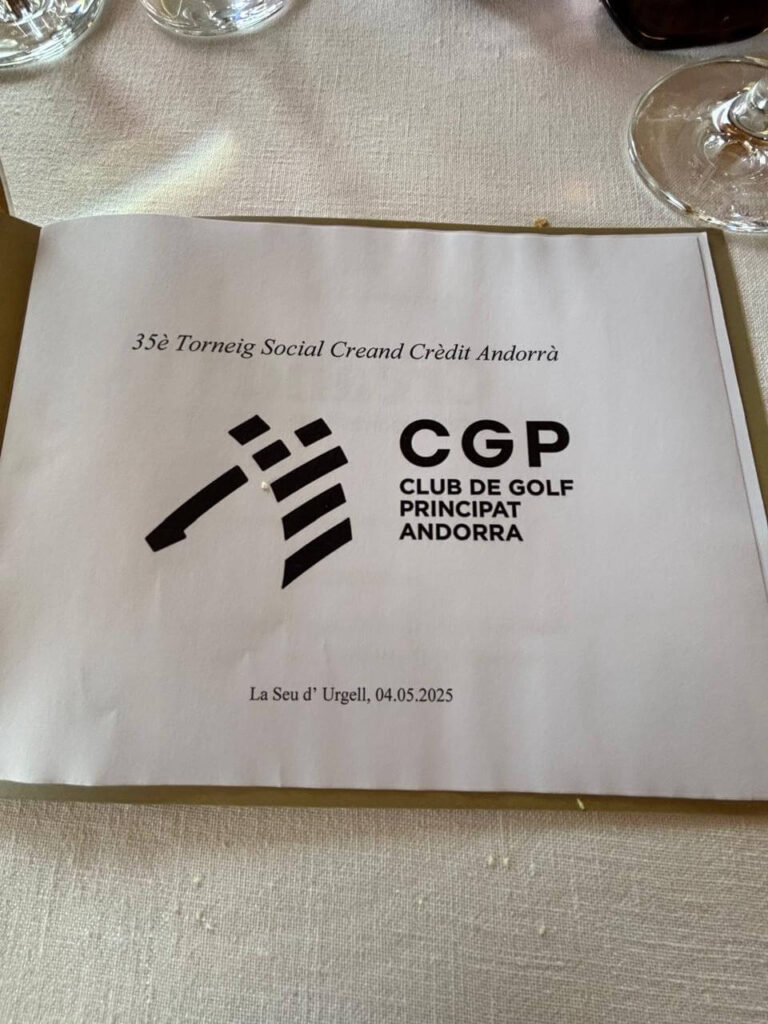 35è Torneig Social Creand Crèdit Andorrà
CGP
CLUB DE GOLF
PRINCIPAT
ANDORRA
La Seu d' Urgell, 04.05.2025